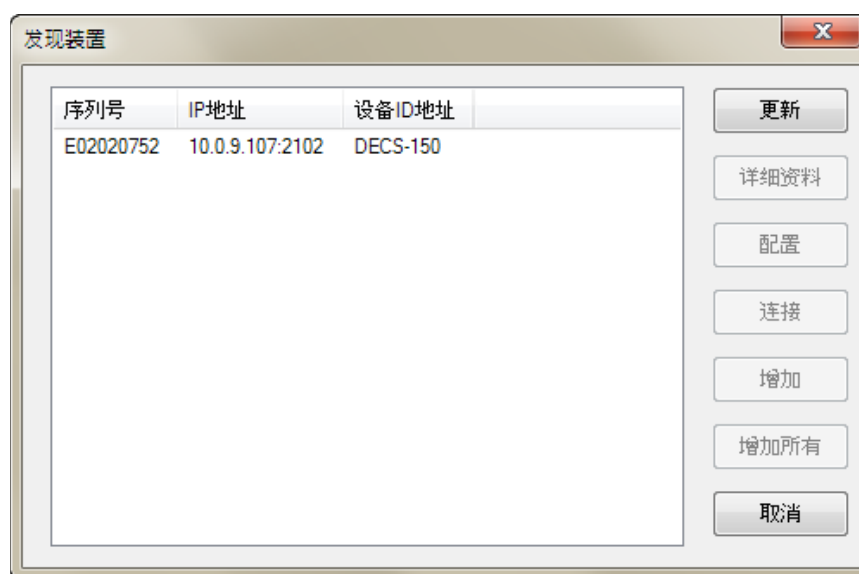 发现装置
序列号 IP地址 设备ID地址
E02020752 10.0.9.107:2102 DECS-150
更新
详细资料
配置
连接
增加
增加所有
取消